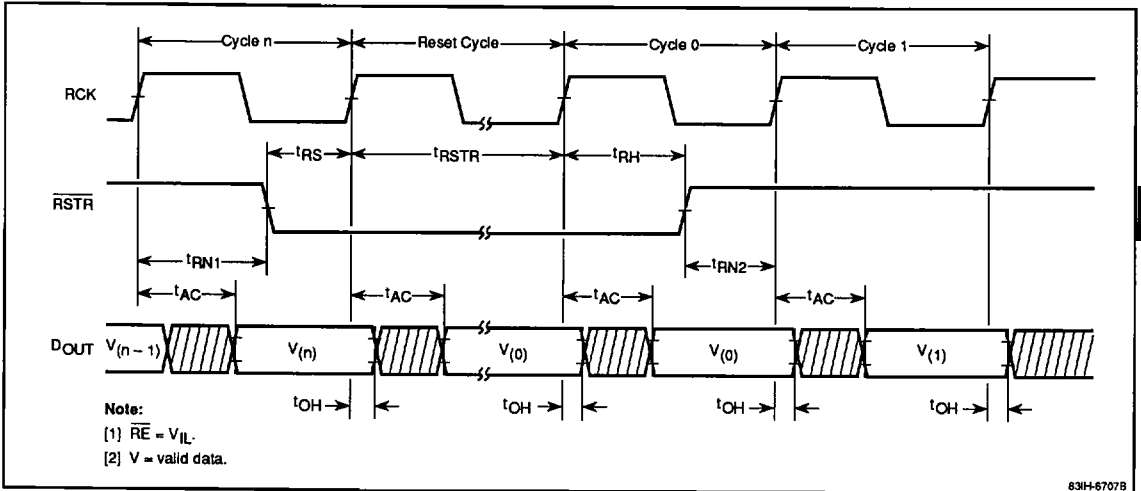 Cycle n Reset Cycle Cycle 0 Cycle 1
RCK
tRS tRSTR tRH
RSTR
tRN1 tRN2
tAC tAC tAC tAC
DOUT V(n – 1) V(n) V(0) V(0) V(1)
tOH tOH tOH tOH
Note:
[1] RE = VIL.
[2] V = valid data.
83IH-6707B